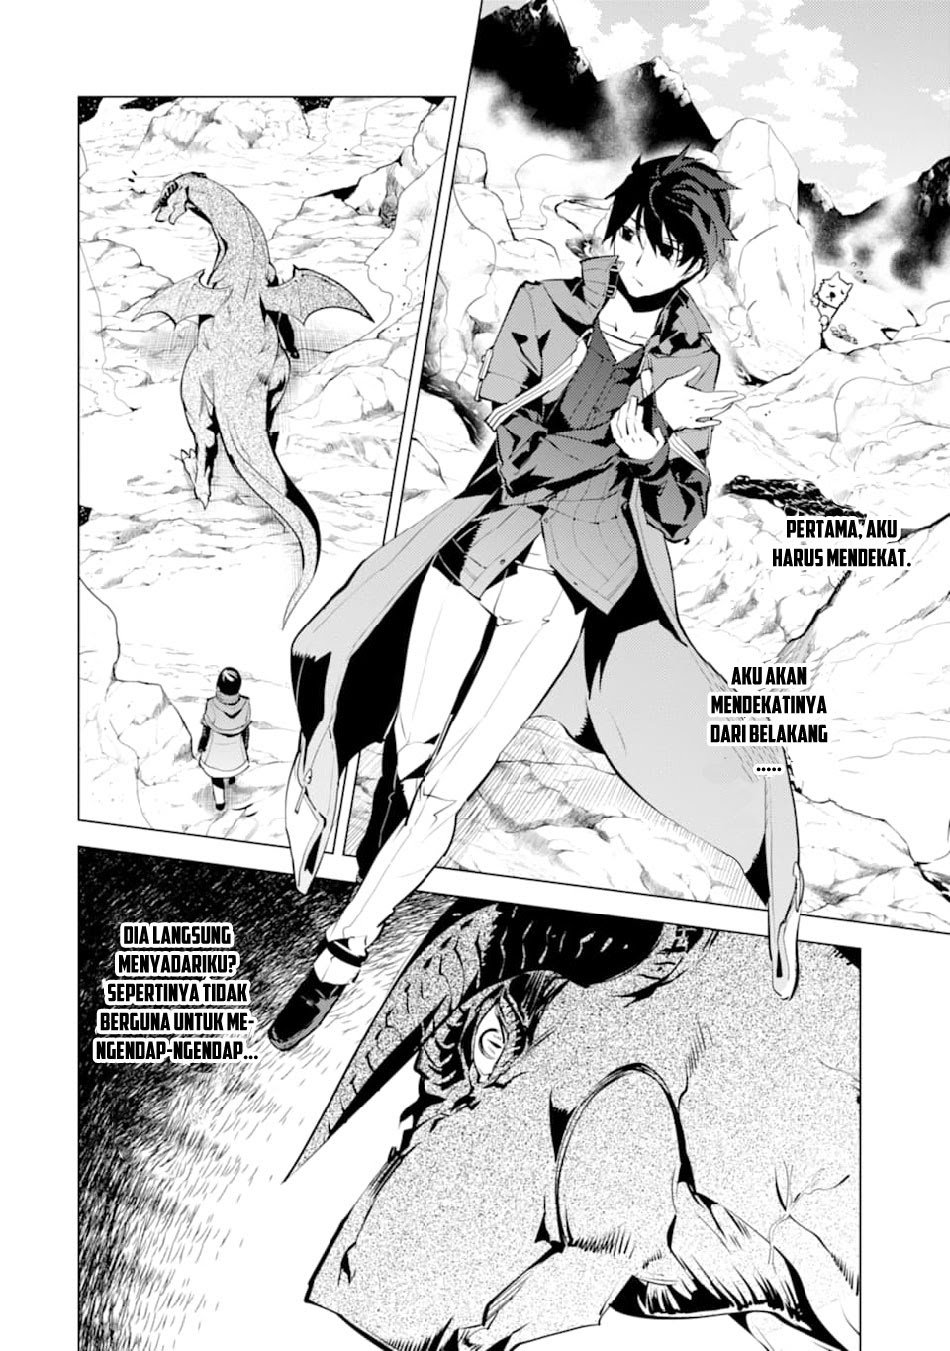 PERTAMA, AKU
HARUS MENDEKAT.
AKU AKAN
MENDEKATINYA
DARI BELAKANG
.....
DIA LANGSUNG
MENYADARIKU?
SEPERTINYA TIDAK
BERGUNA UNTUK ME-
NGENDAP-NGENDAP...